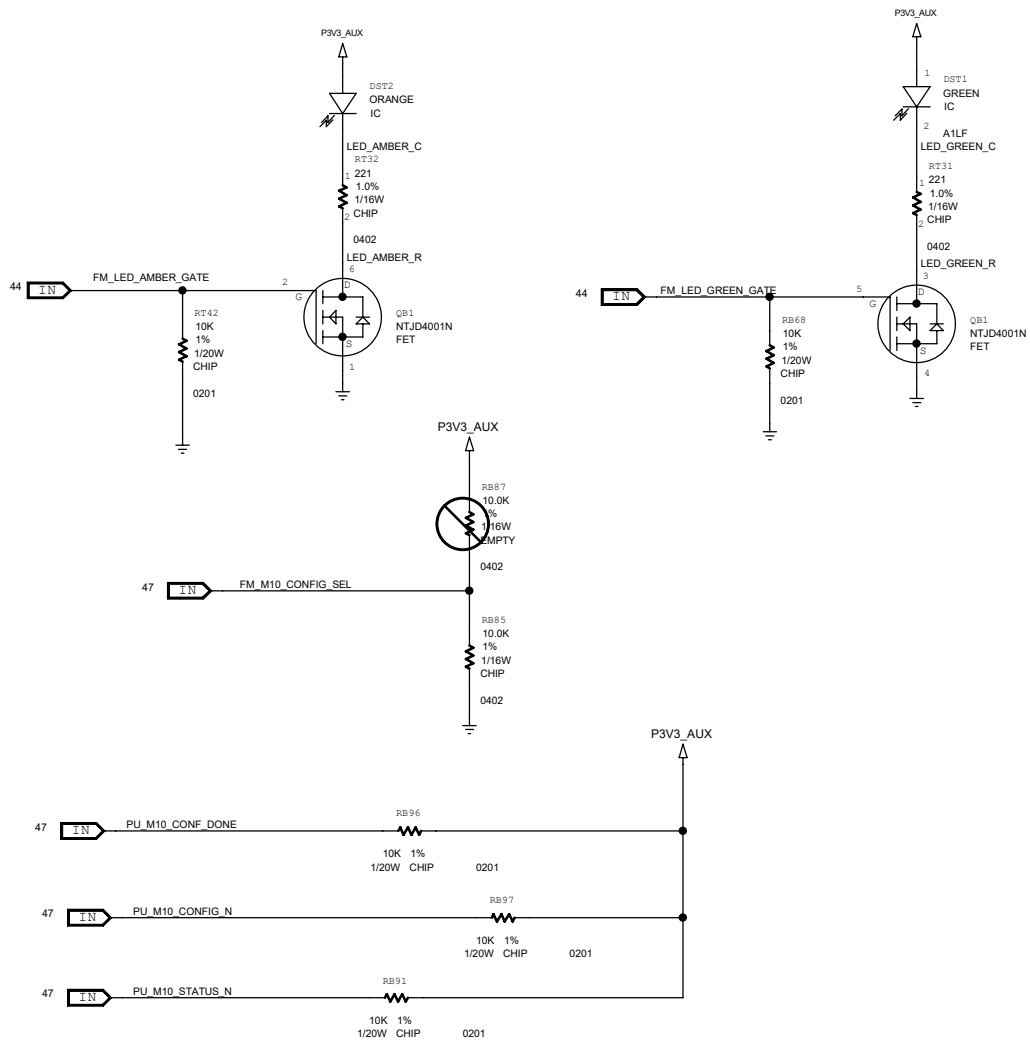 P3V3_AUX
DST2
ORANGE
IC
LED_AMBER_C
RT32
1
221
1.0%
1/16W
2
CHIP
0402
LED_AMBER_R
6
44
IN
FM_LED_AMBER_GATE
2
G
D
S
QB1
NTJD4001N
FET
1
RT42
10K
1%
1/20W
CHIP
0201
P3V3_AUX
1
DST1
GREEN
IC
2
A1LF
LED_GREEN_C
RT31
1
221
1.0%
1/16W
2
CHIP
0402
LED_GREEN_R
3
44
IN
FM_LED_GREEN_GATE
5
G
D
S
QB1
NTJD4001N
FET
4
RB68
10K
1%
1/20W
CHIP
0201
P3V3_AUX
RB87
10.0K
1%
1/16W
EMPTY
0402
47
IN
FM_M10_CONFIG_SEL
RB85
10.0K
1%
1/16W
CHIP
0402
P3V3_AUX
47
IN
PU_M10_CONF_DONE
RB96
10K 1%
1/20W CHIP 0201
47
IN
PU_M10_CONFIG_N
RB97
10K 1%
1/20W CHIP 0201
47
IN
PU_M10_STATUS_N
RB91
10K 1%
1/20W CHIP 0201